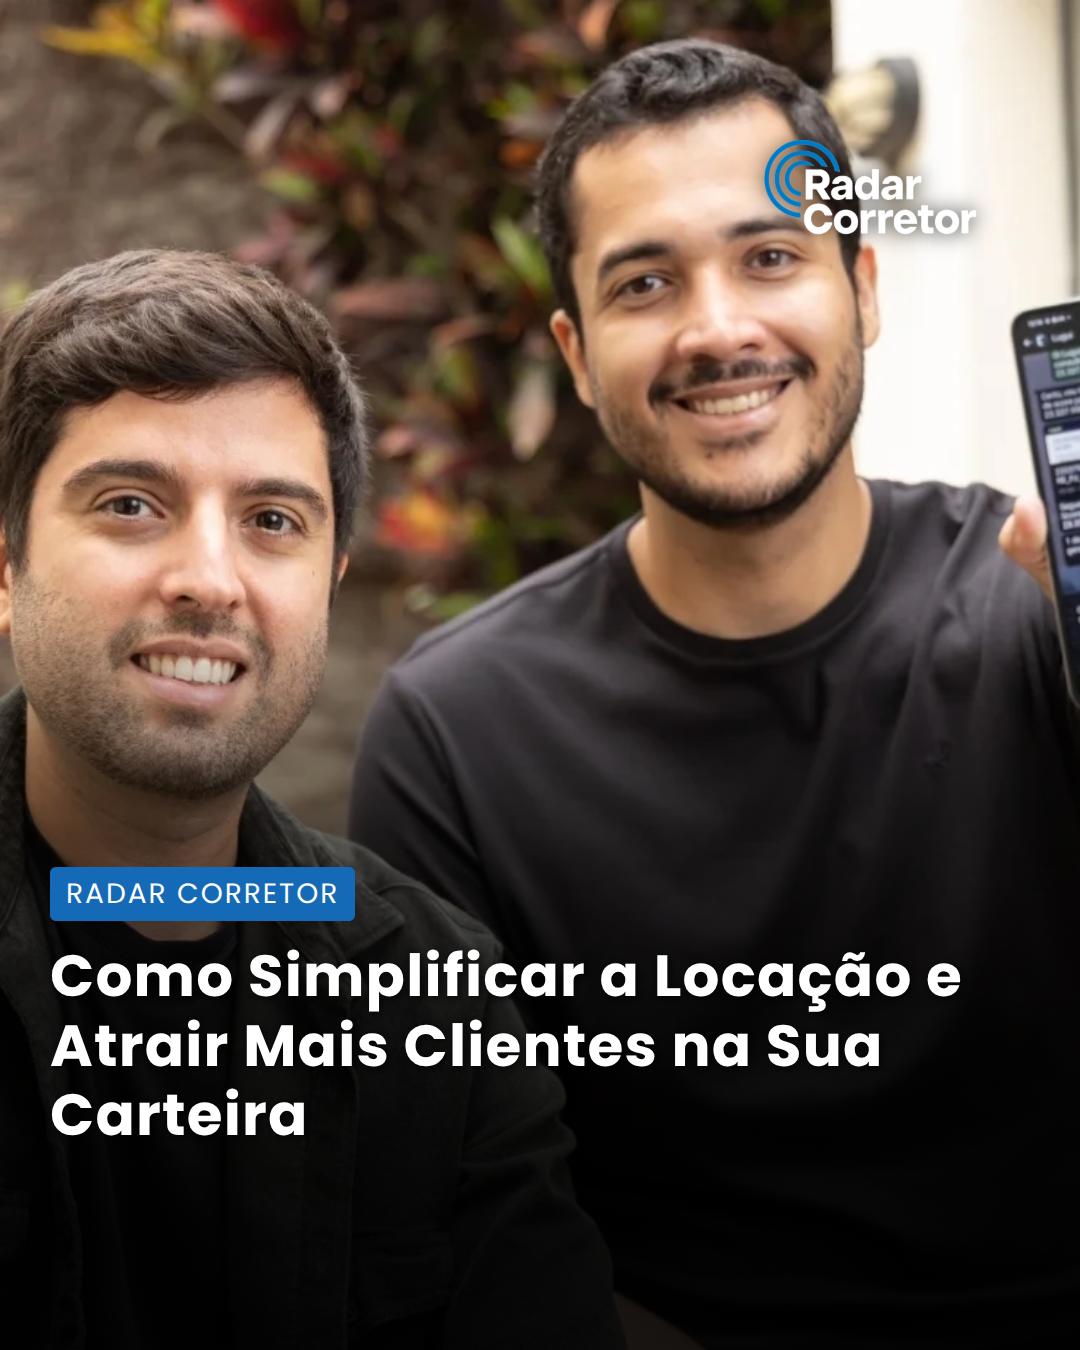 Radar
Corretor
RADAR CORRETOR
Como Simplificar a Locação e
Atrair Mais Clientes na Sua
Carteira